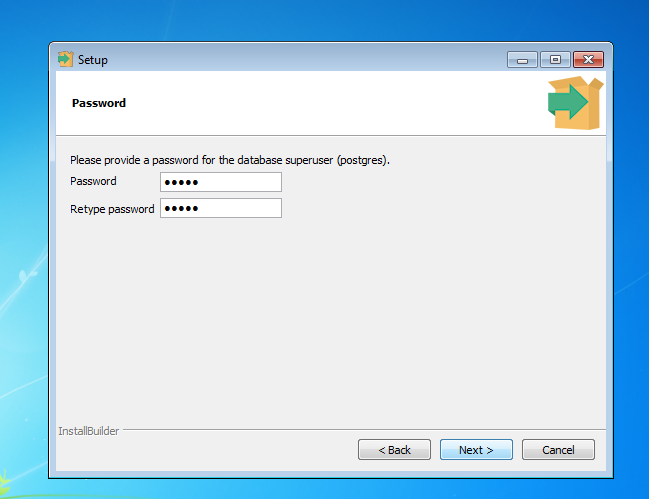 Setup
Password
Please provide a password for the database superuser (postgres).
Password •••••
Retype password •••••
InstallBuilder
< Back Next > Cancel